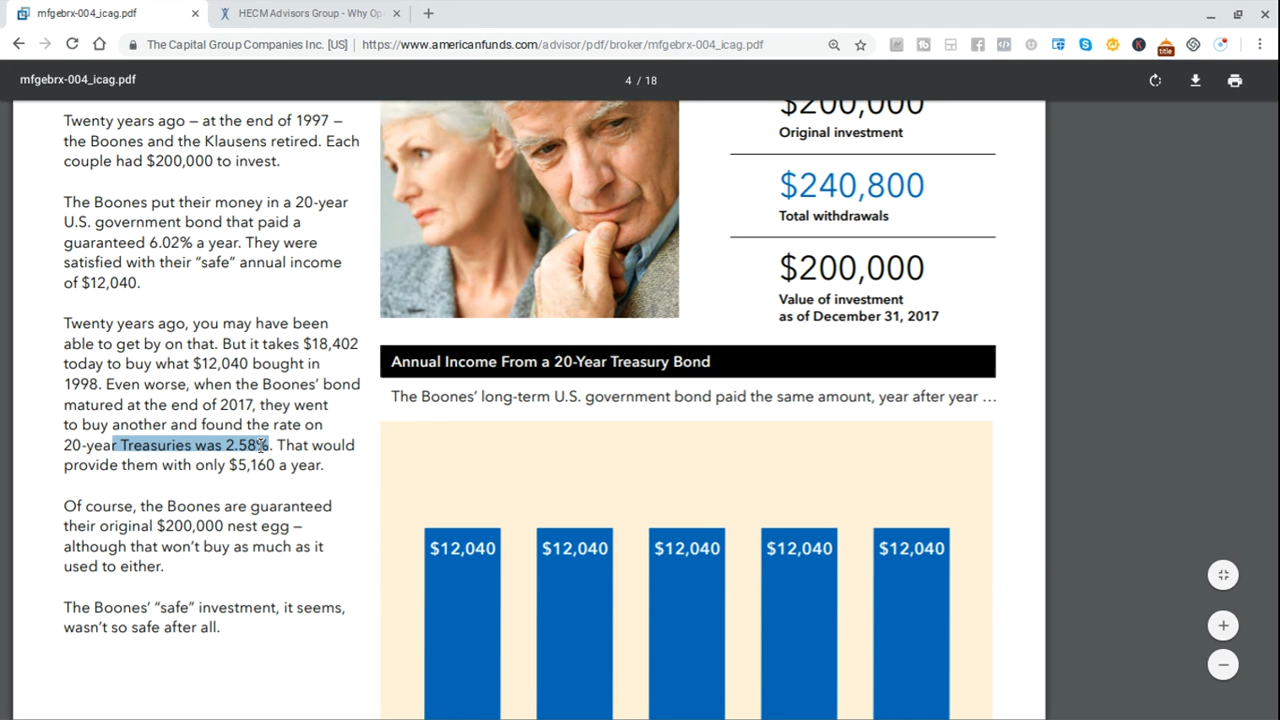 mfgebrx-004_icag.pdf
HECM Advisors Group - Why Op
The Capital Group Companies Inc. [US]
https://www.americanfunds.com/advisor/pdf/broker/mfgebrx-004_icag.pdf
mfgebrx-004_icag.pdf
4 / 18
Twenty years ago – at the end of 1997 –
the Boones and the Klausens retired. Each
couple had $200,000 to invest.
The Boones put their money in a 20-year
U.S. government bond that paid a
guaranteed 6.02% a year. They were
satisfied with their “safe” annual income
of $12,040.
Twenty years ago, you may have been
able to get by on that. But it takes $18,402
today to buy what $12,040 bought in
1998. Even worse, when the Boones’ bond
matured at the end of 2017, they went
to buy another and found the rate on
20-year Treasuries was 2.58%. That would
provide them with only $5,160 a year.
Of course, the Boones are guaranteed
their original $200,000 nest egg –
although that won’t buy as much as it
used to either.
The Boones’ “safe” investment, it seems,
wasn’t so safe after all.
$200,000
Original investment
$240,800
Total withdrawals
$200,000
Value of investment
as of December 31, 2017
Annual Income From a 20-Year Treasury Bond
The Boones’ long-term U.S. government bond paid the same amount, year after year …
$12,040
$12,040
$12,040
$12,040
$12,040